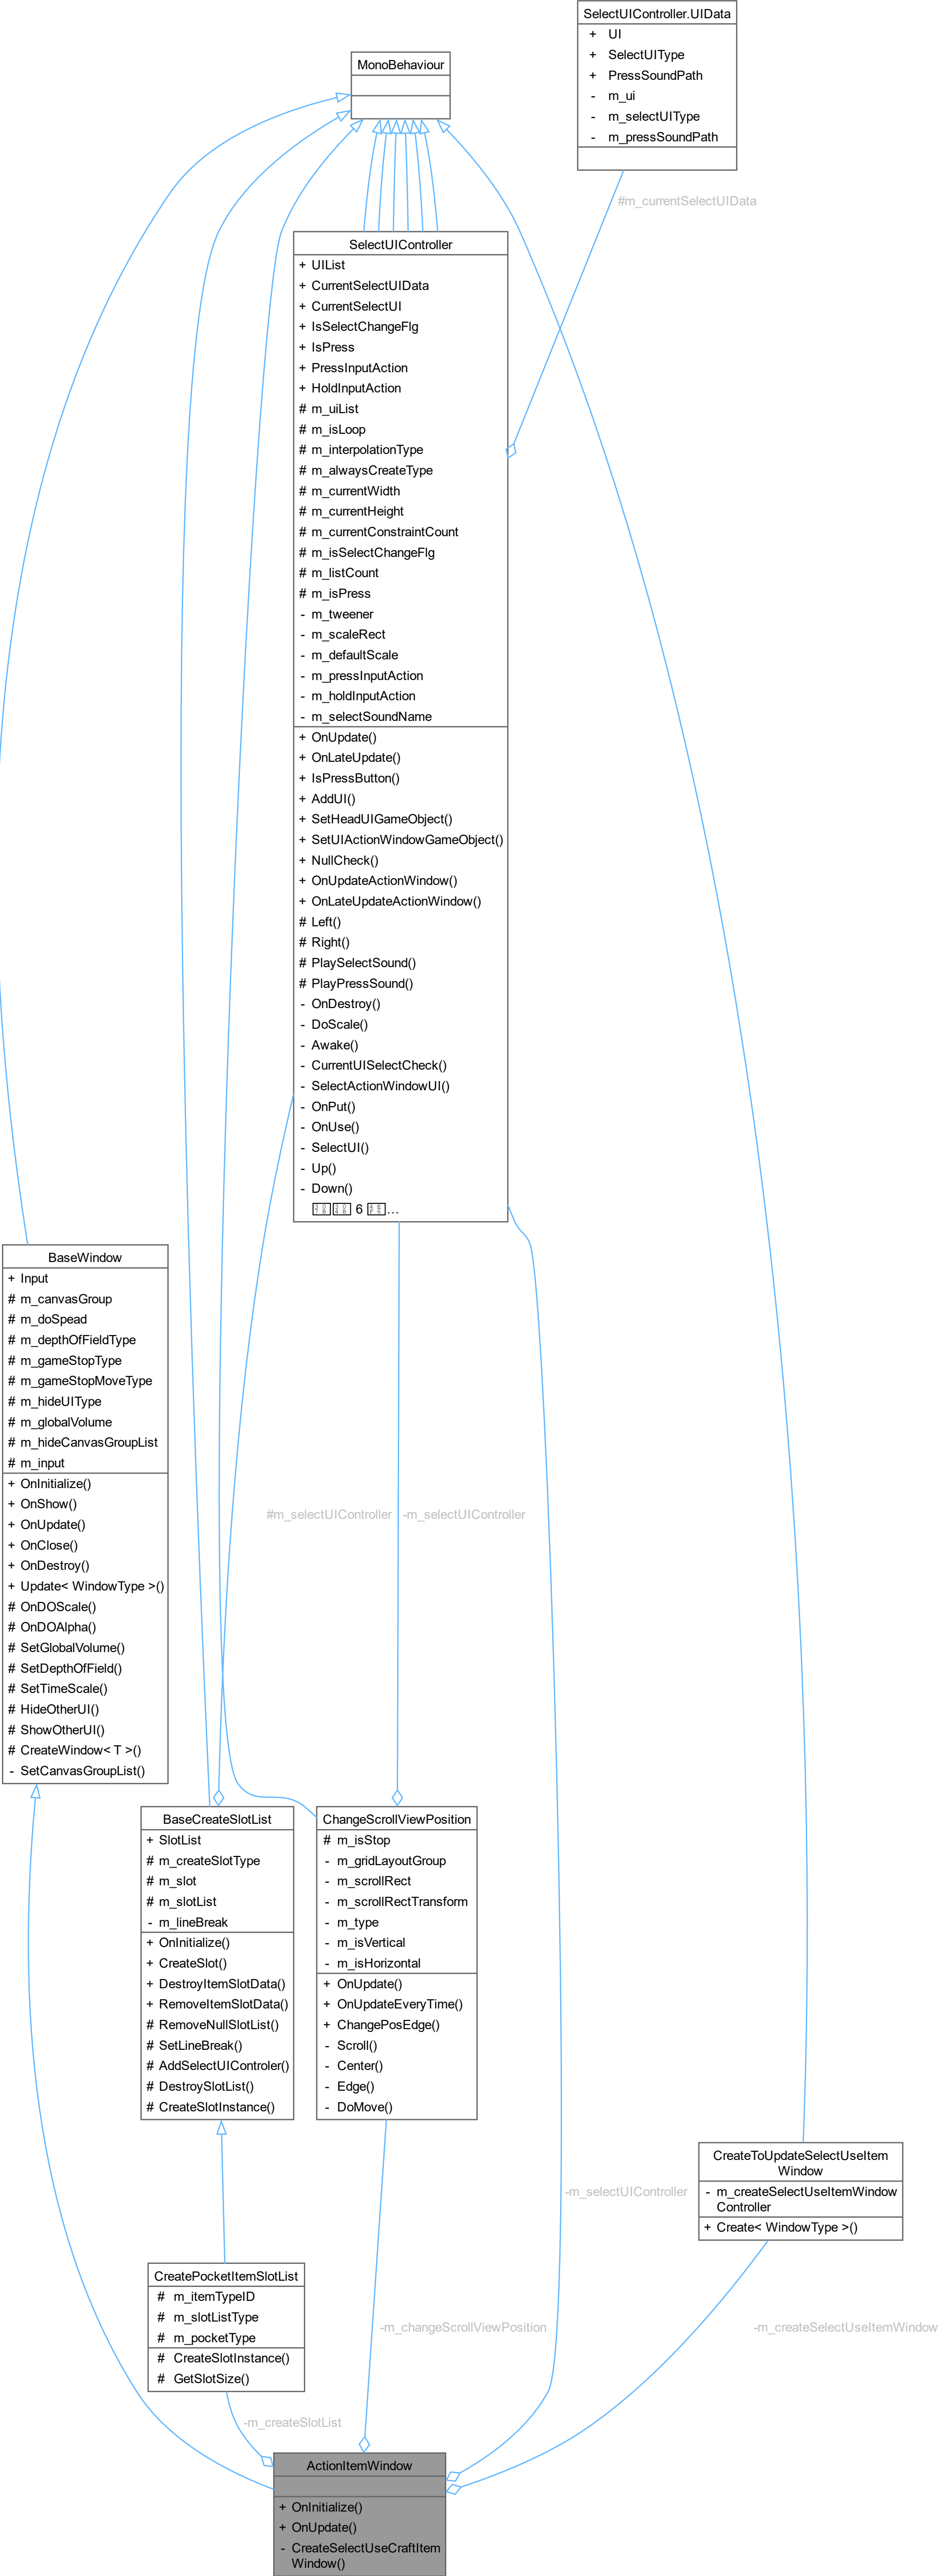 SelectUIController.UIData
+ UI
+ SelectUIType
+ PressSoundPath
- m_ui
- m_selectUIType
- m_pressSoundPath
MonoBehaviour
#m_currentSelectUIData
SelectUIController
+ UIList
+ CurrentSelectUIData
+ CurrentSelectUI
+ IsSelectChangeFlg
+ IsPress
+ PressInputAction
+ HoldInputAction
# m_uiList
# m_isLoop
# m_interpolationType
# m_alwaysCreateType
# m_currentWidth
# m_currentHeight
# m_currentConstraintCount
# m_isSelectChangeFlg
# m_listCount
# m_isPress
- m_tweener
- m_scaleRect
- m_defaultScale
- m_pressInputAction
- m_holdInputAction
- m_selectSoundName
+ OnUpdate()
+ OnLateUpdate()
+ IsPressButton()
+ AddUI()
+ SetHeadUIGameObject()
+ SetUIActionWindowGameObject()
+ NullCheck()
+ OnUpdateActionWindow()
+ OnLateUpdateActionWindow()
# Left()
# Right()
# PlaySelectSound()
# PlayPressSound()
- OnDestroy()
- DoScale()
- Awake()
- CurrentUISelectCheck()
- SelectActionWindowUI()
- OnPut()
- OnUse()
- SelectUI()
- Up()
- Down()
6 ...
BaseWindow
+ Input
# m_canvasGroup
# m_doSpead
# m_depthOfFieldType
# m_gameStopType
# m_gameStopMoveType
# m_hideUIType
# m_globalVolume
# m_hideCanvasGroupList
# m_input
+ OnInitialize()
+ OnShow()
+ OnUpdate()
+ OnClose()
+ OnDestroy()
+ Update< WindowType >()
# OnDOScale()
# OnDOAlpha()
# SetGlobalVolume()
# SetDepthOfField()
# SetTimeScale()
# HideOtherUI()
# ShowOtherUI()
# CreateWindow< T >()
- SetCanvasGroupList()
#m_selectUIController
-m_selectUIController
BaseCreateSlotList
+ SlotList
# m_createSlotType
# m_slot
# m_slotList
- m_lineBreak
+ OnInitialize()
+ CreateSlot()
+ DestroyItemSlotData()
+ RemoveItemSlotData()
# RemoveNullSlotList()
# SetLineBreak()
# AddSelectUIControler()
# DestroySlotList()
# CreateSlotInstance()
ChangeScrollViewPosition
# m_isStop
- m_gridLayoutGroup
- m_scrollRect
- m_scrollRectTransform
- m_type
- m_isVertical
- m_isHorizontal
+ OnUpdate()
+ OnUpdateEveryTime()
+ ChangePosEdge()
- Scroll()
- Center()
- Edge()
- DoMove()
-m_selectUIController
CreateToUpdateSelectUseItem
Window
- m_createSelectUseItemWindow
Controller
+ Create< WindowType >()
CreatePocketItemSlotList
# m_itemTypeID
# m_slotListType
# m_pocketType
# CreateSlotInstance()
# GetSlotSize()
-m_changeScrollViewPosition
-m_createSelectUseItemWindow
-m_createSlotList
ActionItemWindow
+ OnInitialize()
+ OnUpdate()
- CreateSelectUseCraftItem
Window()